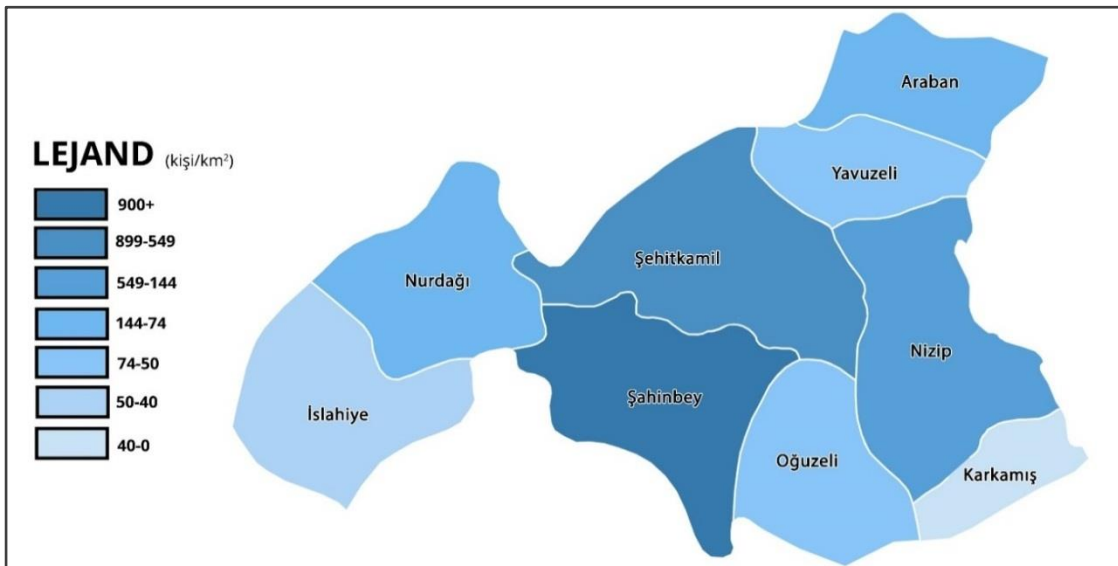 LEJAND (kişi/km²)
900+
899-549
549-144
144-74
74-50
50-40
40-0
Araban
Yavuzeli
Şehitkamil
Nurdağı
Nizip
Şahinbey
İslahiye
Oğuzeli
Karkamış